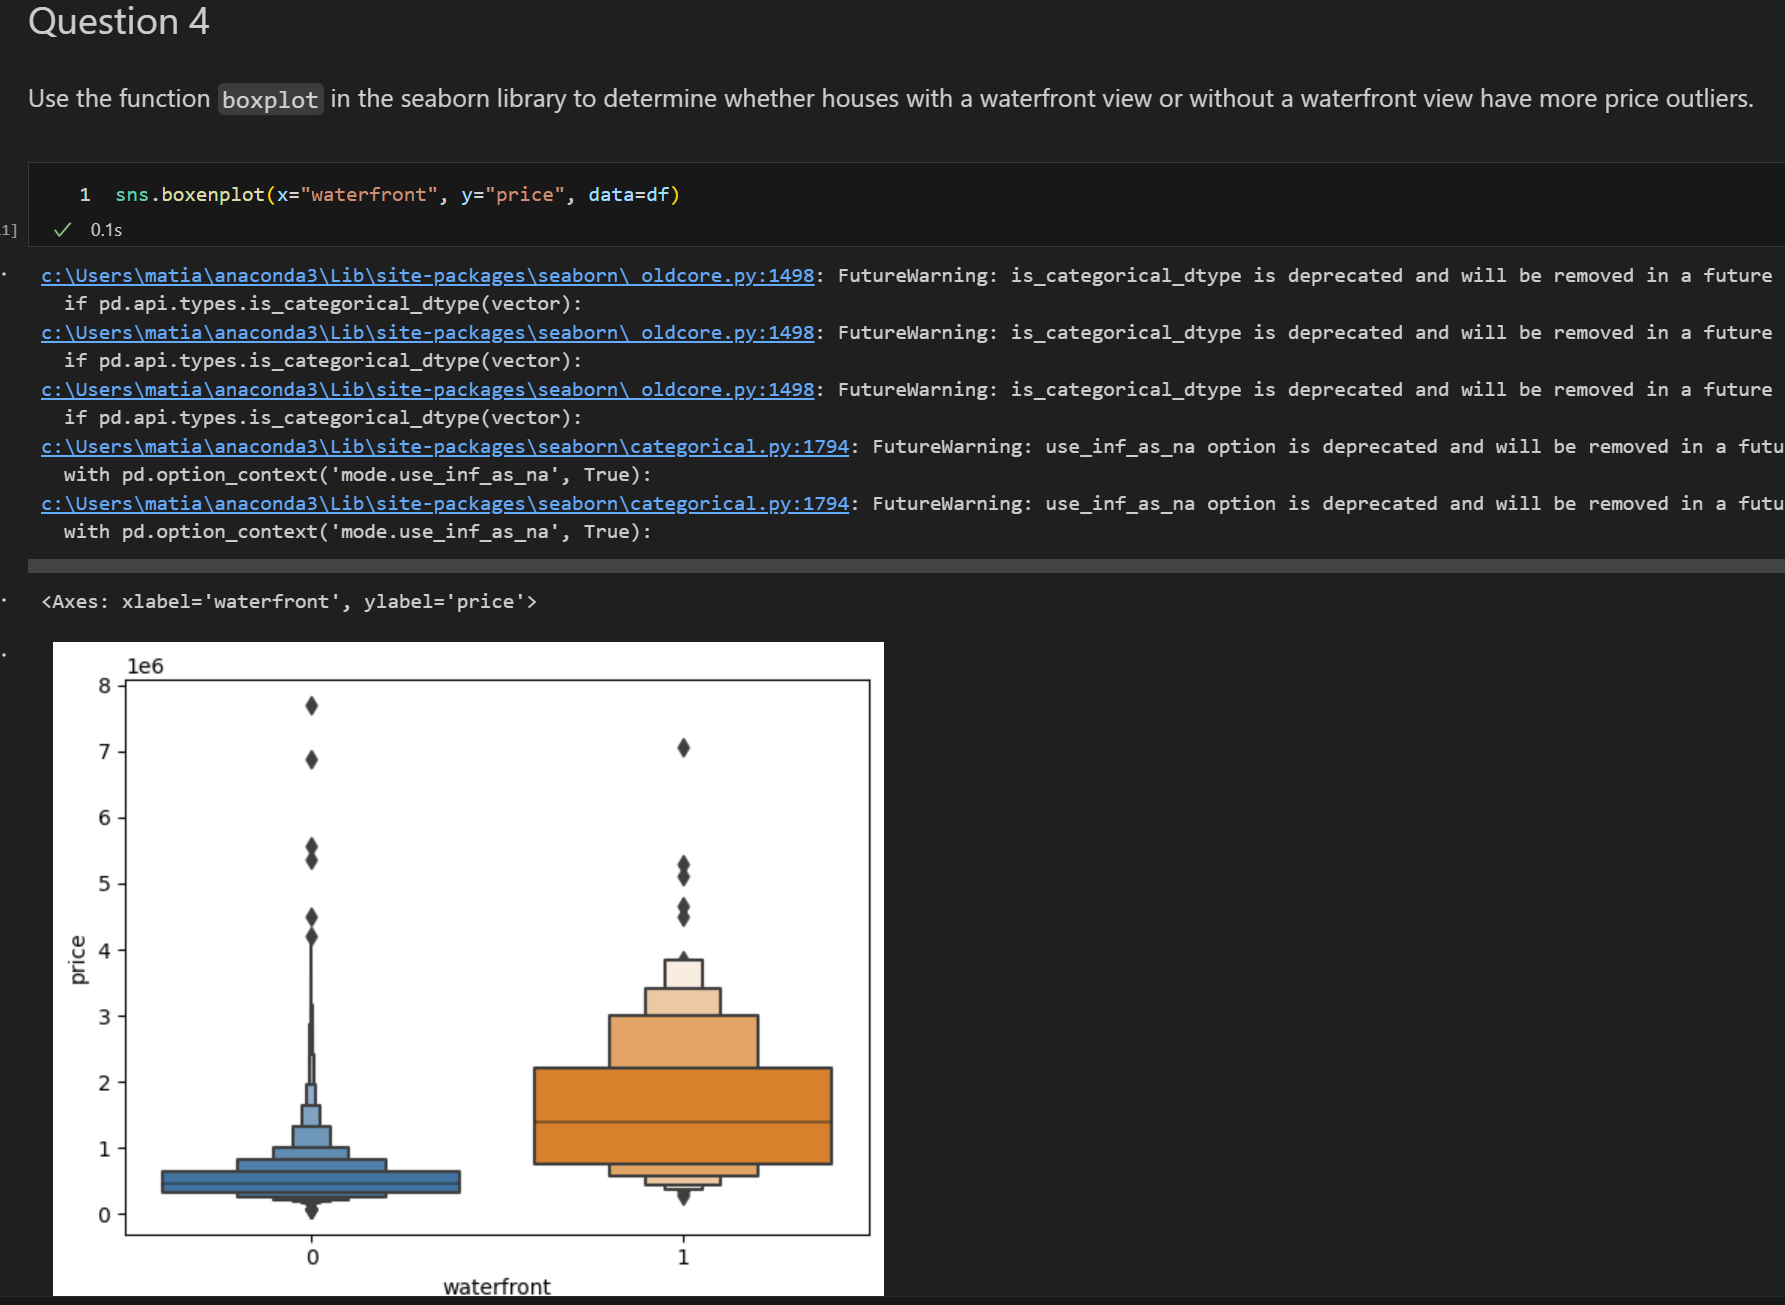 Question 4
Use the function boxplot in the seaborn library to determine whether houses with a waterfront view or without a waterfront view have more price outliers.
1 sns.boxenplot(x="waterfront", y="price", data=df)
1] ✓ 0.1s
c:\Users\matia\anaconda3\Lib\site-packages\seaborn\_oldcore.py:1498: FutureWarning: is_categorical_dtype is deprecated and will be removed in a future
if pd.api.types.is_categorical_dtype(vector):
c:\Users\matia\anaconda3\Lib\site-packages\seaborn\_oldcore.py:1498: FutureWarning: is_categorical_dtype is deprecated and will be removed in a future
if pd.api.types.is_categorical_dtype(vector):
c:\Users\matia\anaconda3\Lib\site-packages\seaborn\_oldcore.py:1498: FutureWarning: is_categorical_dtype is deprecated and will be removed in a future
if pd.api.types.is_categorical_dtype(vector):
c:\Users\matia\anaconda3\Lib\site-packages\seaborn\categorical.py:1794: FutureWarning: use_inf_as_na option is deprecated and will be removed in a futu
with pd.option_context('mode.use_inf_as_na', True):
c:\Users\matia\anaconda3\Lib\site-packages\seaborn\categorical.py:1794: FutureWarning: use_inf_as_na option is deprecated and will be removed in a futu
with pd.option_context('mode.use_inf_as_na', True):
<Axes: xlabel='waterfront', ylabel='price'>
1e6
8
7
6
5
4
3
2
1
0
price
0 1
waterfront